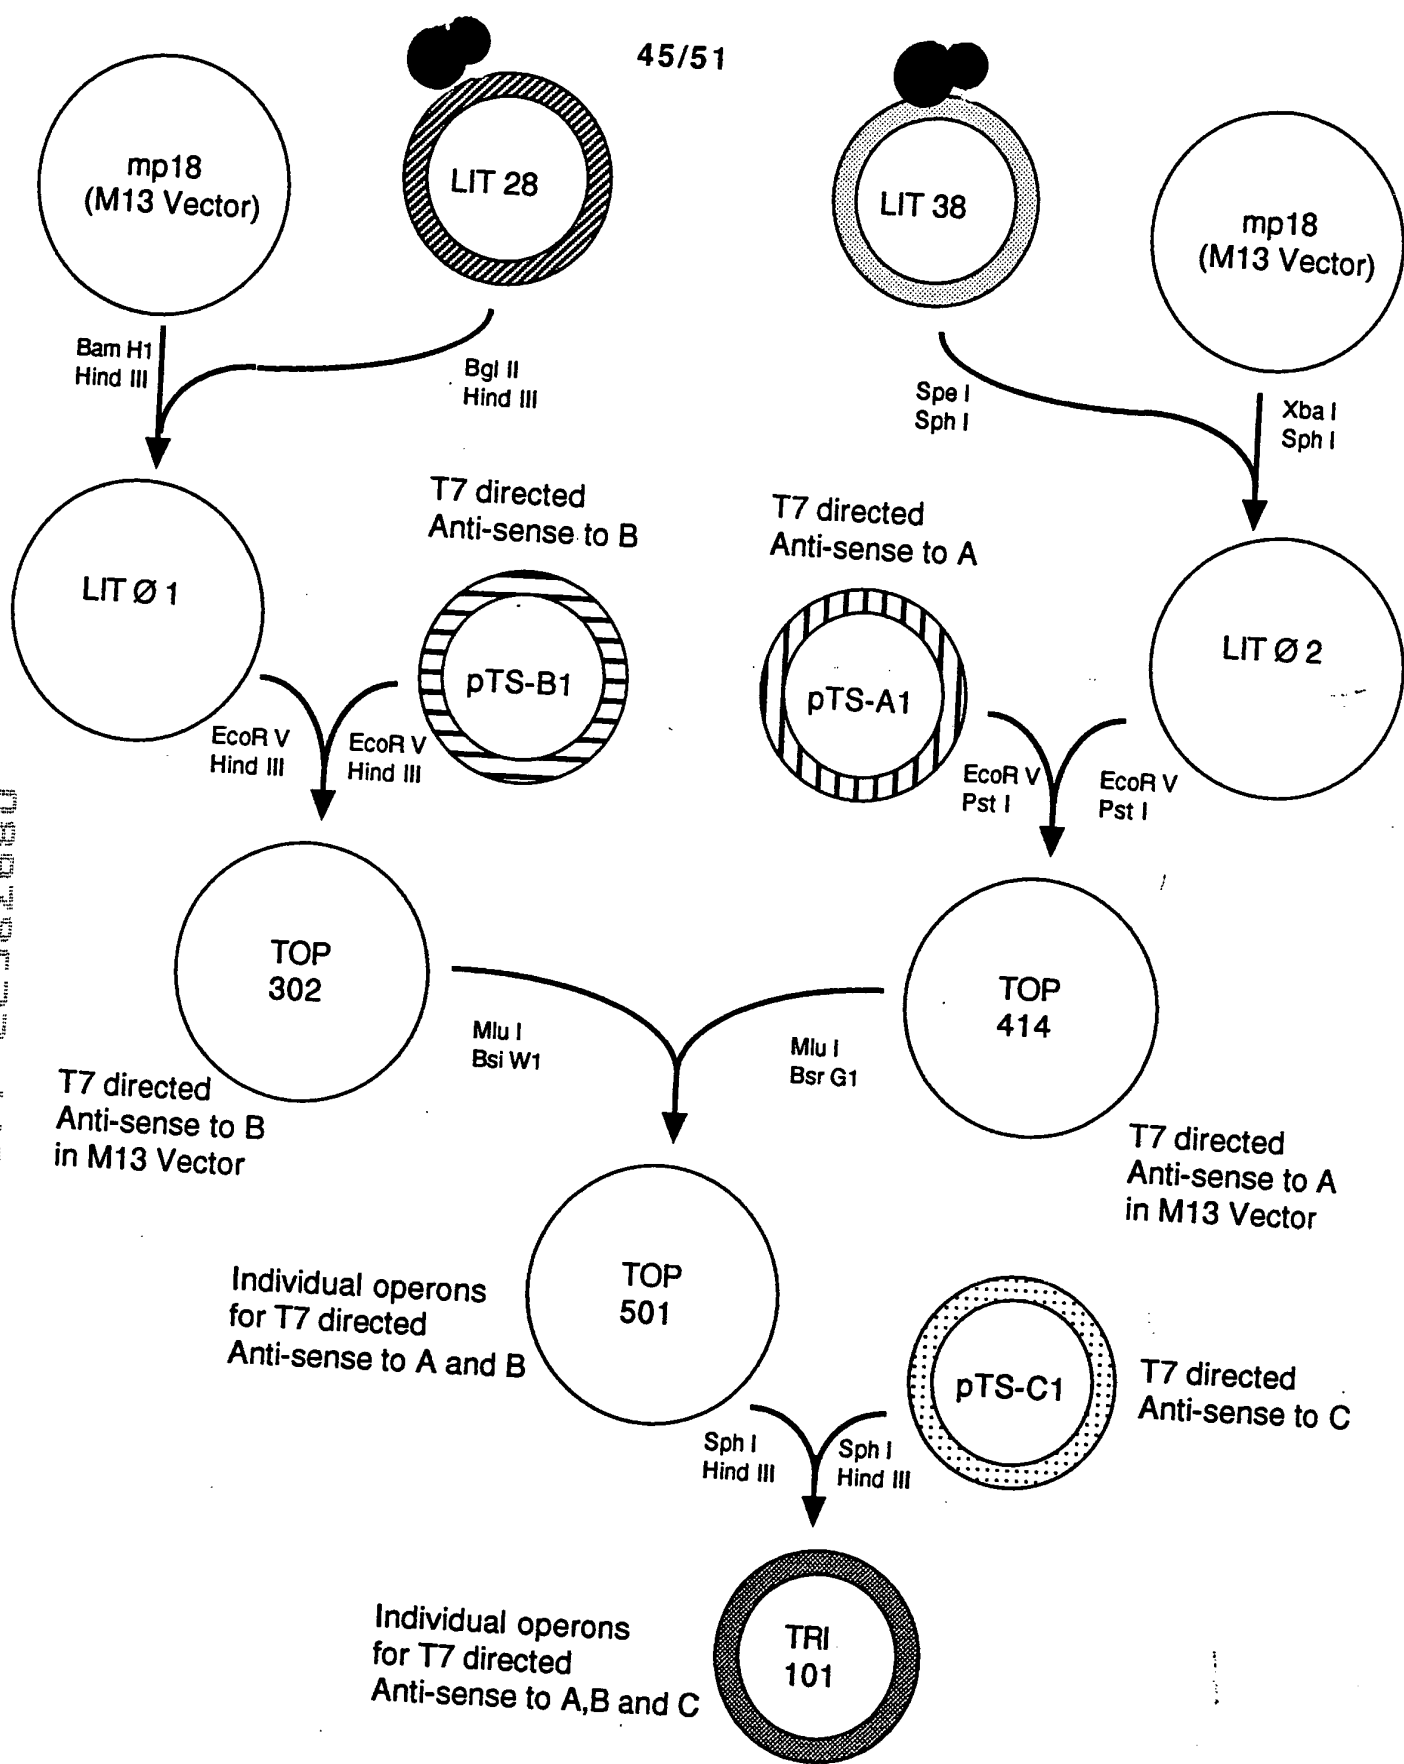 45/51
mp18
(M13 Vector)
LIT 28
LIT 38
mp18
(M13 Vector)
Bam H1
Hind III
Bgl II
Hind III
Spe I
Sph I
Xba I
Sph I
T7 directed
Anti-sense to B
T7 directed
Anti-sense to A
LIT Ø 1
pTS-B1
pTS-A1
LIT Ø 2
EcoR V
Hind III
EcoR V
Hind III
EcoR V
Pst I
EcoR V
Pst I
TOP
302
TOP
414
Mlu I
Bsi W1
Mlu I
Bsr G1
T7 directed
Anti-sense to B
in M13 Vector
T7 directed
Anti-sense to A
in M13 Vector
Individual operons
for T7 directed
Anti-sense to A and B
TOP
501
pTS-C1
T7 directed
Anti-sense to C
Sph I
Hind III
Sph I
Hind III
Individual operons
for T7 directed
Anti-sense to A,B and C
TRI
101